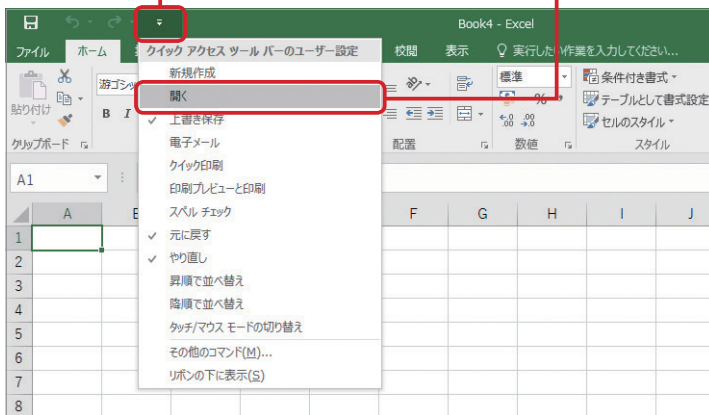 Book4 - Excel
ファイル ホーム 校閲 表示 実行したい作業を入力してください...
クイック アクセス ツール バーのユーザー設定
新規作成
開く
上書き保存
電子メール
クイック印刷
印刷プレビューと印刷
スペル チェック
元に戻す
やり直し
昇順で並べ替え
降順で並べ替え
タッチ/マウス モードの切り替え
その他のコマンド(M)...
リボンの下に表示(S)
貼り付け
クリップボード
游ゴシッ
B I
配置
標準
%
数値
条件付き書式
テーブルとして書式設定
セルのスタイル
スタイル
A1
A F G H I J
1
2
3
4
5
6
7
8